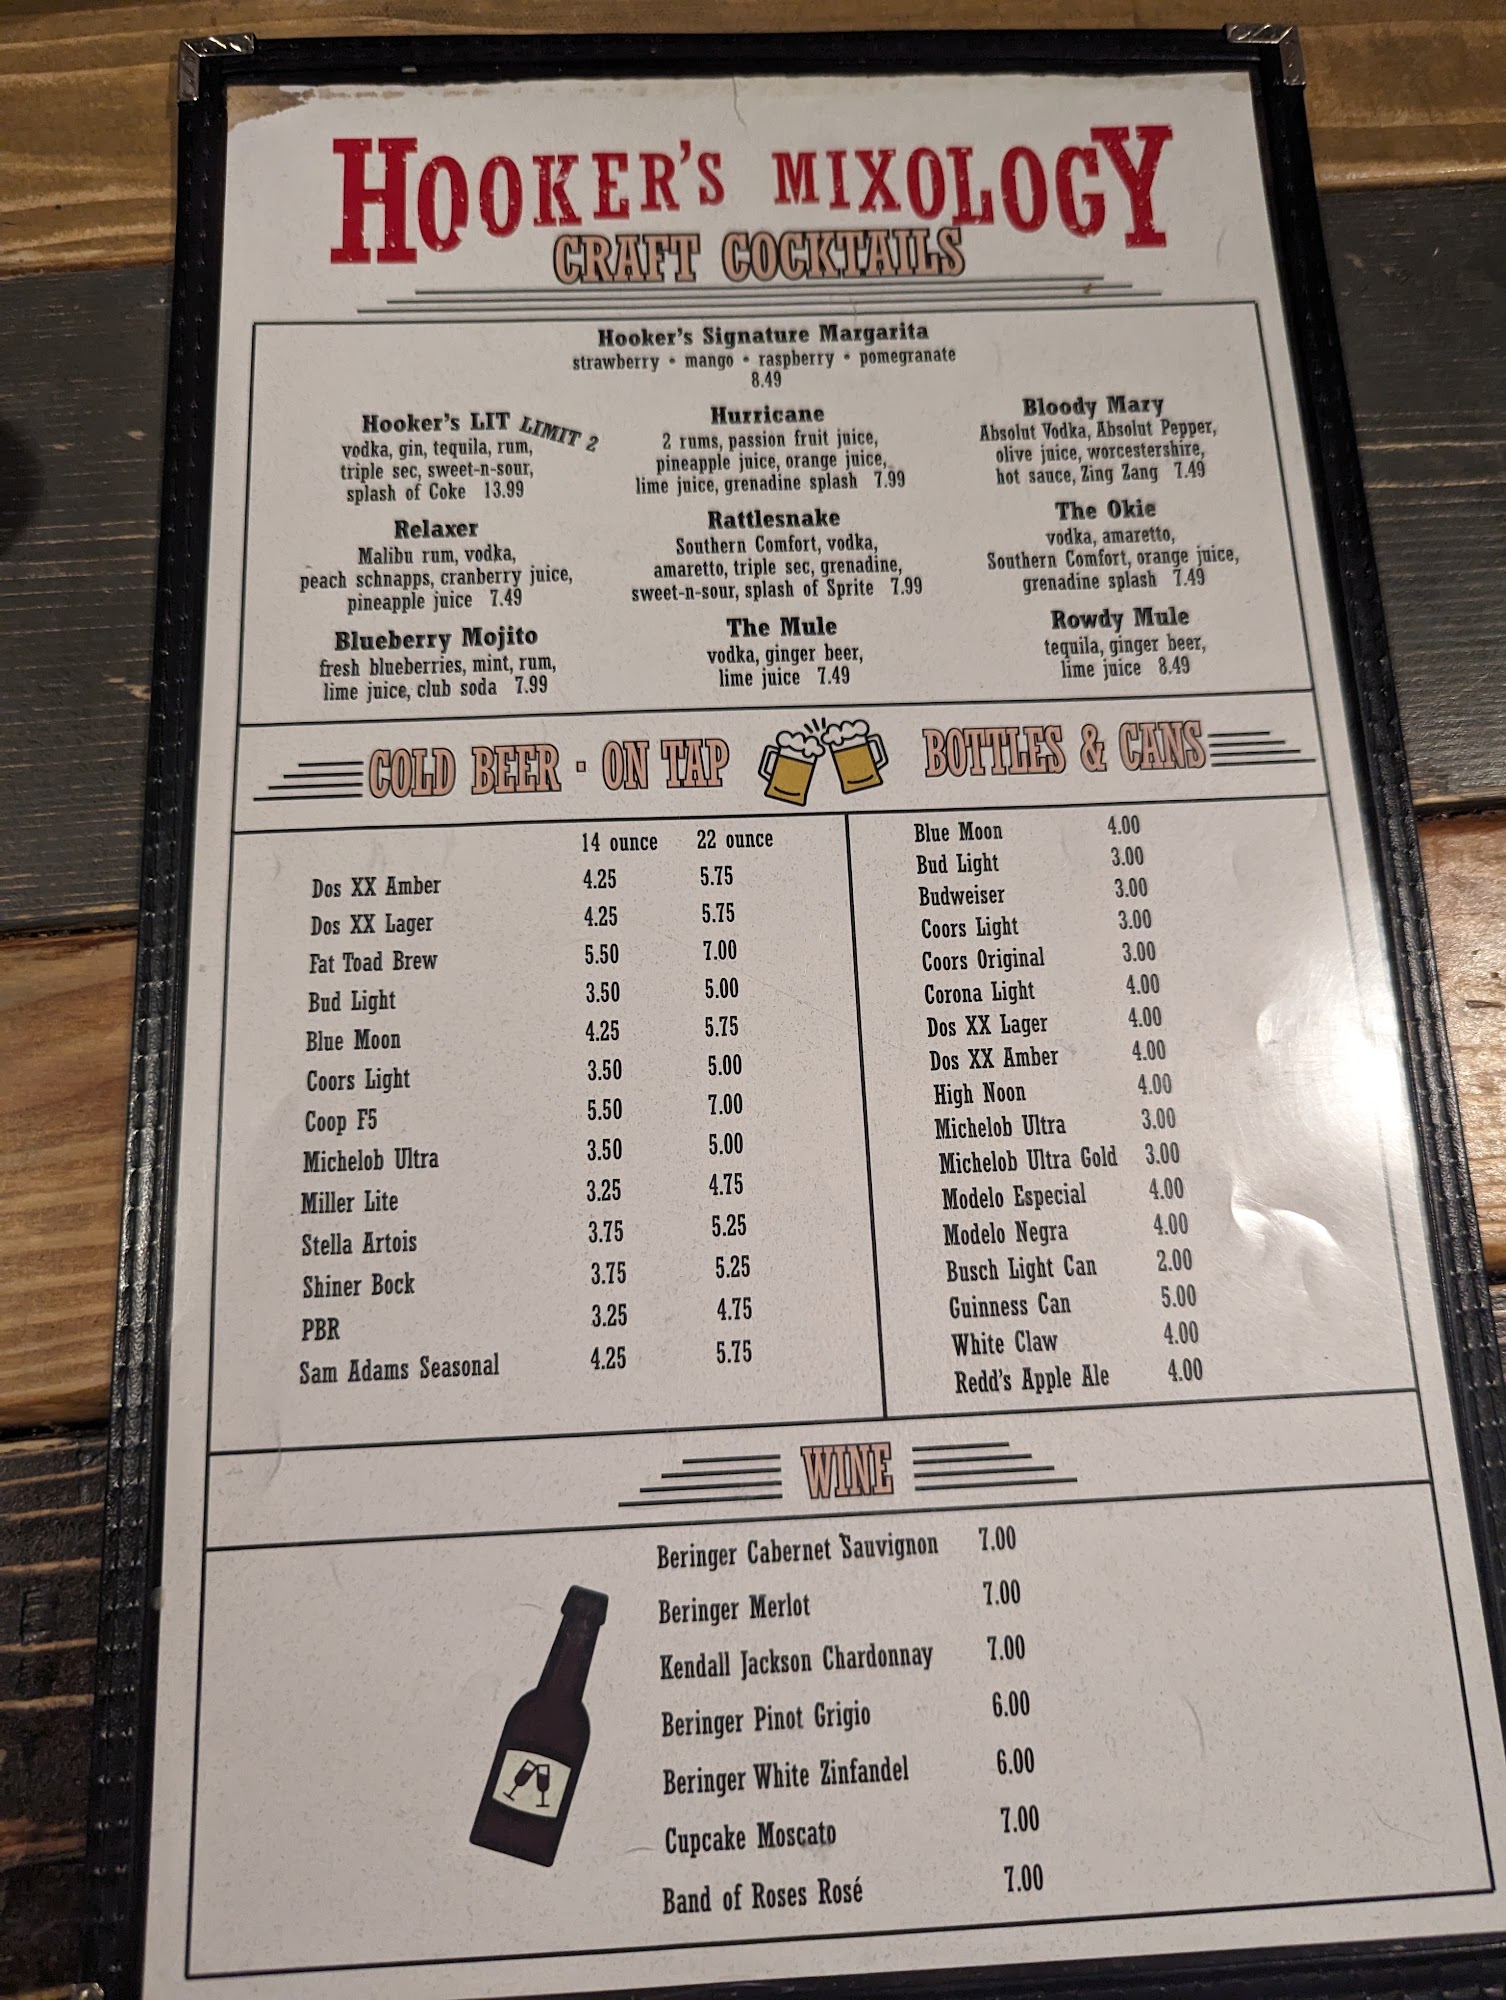 HOOKER'S MIXOLOGY
CRAFT COCKTAILS
Hooker's Signature Margarita
strawberry • mango • raspberry • pomegranate
8.49
Hooker's LIT LIMIT 2
vodka, gin, tequila, rum,
triple sec, sweet-n-sour,
splash of Coke 13.99
Hurricane
2 rums, passion fruit juice,
pineapple juice, orange juice,
lime juice, grenadine splash 7.99
Bloody Mary
Absolut Vodka, Absolut Pepper,
olive juice, worcestershire,
hot sauce, Zing Zang 7.49
Relaxer
Malibu rum, vodka,
peach schnapps, cranberry juice,
pineapple juice 7.49
Rattlesnake
Southern Comfort, vodka,
amaretto, triple sec, grenadine,
sweet-n-sour, splash of Sprite 7.99
The Okie
vodka, amaretto,
Southern Comfort, orange juice,
grenadine splash 7.49
Blueberry Mojito
fresh blueberries, mint, rum,
lime juice, club soda 7.99
The Mule
vodka, ginger beer,
lime juice 7.49
Rowdy Mule
tequila, ginger beer,
lime juice 8.49
COLD BEER · ON TAP
14 ounce 22 ounce
Dos XX Amber 4.25 5.75
Dos XX Lager 4.25 5.75
Fat Toad Brew 5.50 7.00
Bud Light 3.50 5.00
Blue Moon 4.25 5.75
Coors Light 3.50 5.00
Coop F5 5.50 7.00
Michelob Ultra 3.50 5.00
Miller Lite 3.25 4.75
Stella Artois 3.75 5.25
Shiner Bock 3.75 5.25
PBR 3.25 4.75
Sam Adams Seasonal 4.25 5.75
BOTTLES & CANS
Blue Moon 4.00
Bud Light 3.00
Budweiser 3.00
Coors Light 3.00
Coors Original 3.00
Corona Light 4.00
Dos XX Lager 4.00
Dos XX Amber 4.00
High Noon 4.00
Michelob Ultra 3.00
Michelob Ultra Gold 3.00
Modelo Especial 4.00
Modelo Negra 4.00
Busch Light Can 2.00
Guinness Can 5.00
White Claw 4.00
Redd's Apple Ale 4.00
WINE
Beringer Cabernet Sauvignon 7.00
Beringer Merlot 7.00
Kendall Jackson Chardonnay 7.00
Beringer Pinot Grigio 6.00
Beringer White Zinfandel 6.00
Cupcake Moscato 7.00
Band of Roses Rosé 7.00